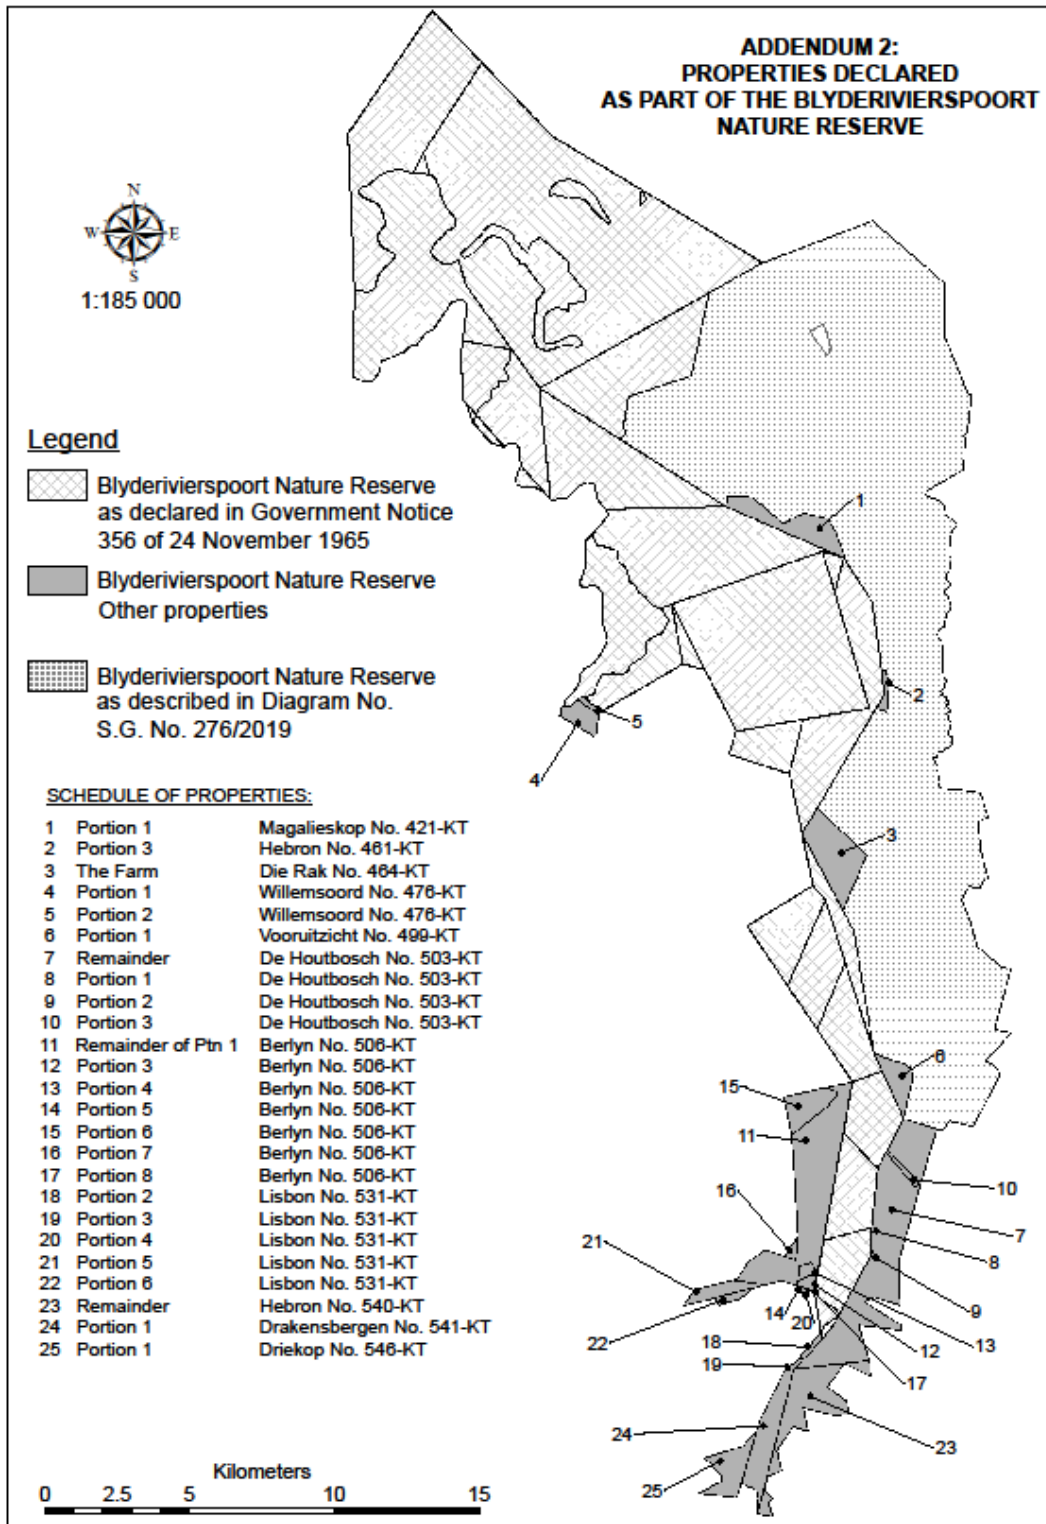 ADDENDUM 2:
PROPERTIES DECLARED
AS PART OF THE BLYDERIVIERSPOORT
NATURE RESERVE
N
W E
S
1:185 000
Legend
Blyderivierspoort Nature Reserve
as declared in Government Notice
356 of 24 November 1965
Blyderivierspoort Nature Reserve
Other properties
Blyderivierspoort Nature Reserve
as described in Diagram No.
S.G. No. 276/2019
SCHEDULE OF PROPERTIES:
1 Portion 1 Magalieskop No. 421-KT
2 Portion 3 Hebron No. 461-KT
3 The Farm Die Rak No. 464-KT
4 Portion 1 Willemsoord No. 476-KT
5 Portion 2 Willemsoord No. 476-KT
6 Portion 1 Vooruitzicht No. 499-KT
7 Remainder De Houtbosch No. 503-KT
8 Portion 1 De Houtbosch No. 503-KT
9 Portion 2 De Houtbosch No. 503-KT
10 Portion 3 De Houtbosch No. 503-KT
11 Remainder of Ptn 1 Berlyn No. 506-KT
12 Portion 3 Berlyn No. 506-KT
13 Portion 4 Berlyn No. 506-KT
14 Portion 5 Berlyn No. 506-KT
15 Portion 6 Berlyn No. 506-KT
16 Portion 7 Berlyn No. 506-KT
17 Portion 8 Berlyn No. 506-KT
18 Portion 2 Lisbon No. 531-KT
19 Portion 3 Lisbon No. 531-KT
20 Portion 4 Lisbon No. 531-KT
21 Portion 5 Lisbon No. 531-KT
22 Portion 6 Lisbon No. 531-KT
23 Remainder Hebron No. 540-KT
24 Portion 1 Drakensbergen No. 541-KT
25 Portion 1 Driekop No. 546-KT
Kilometers
0 2.5 5 10 15
1
2
5
4
3
6
15
11
10
16
7
21
8
9
14
20
22
13
12
18
19
17
24
23
25